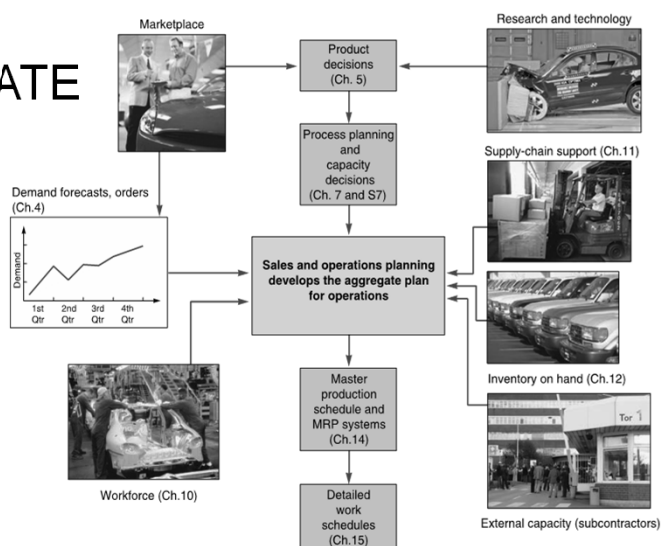 ATE
Marketplace
Research and technology
Product
decisions
(Ch. 5)
Process planning
and
capacity
decisions
(Ch. 7 and S7)
Supply-chain support (Ch.11)
Demand forecasts, orders
(Ch.4)
Demand
1st 2nd 3rd 4th
Qtr Qtr Qtr Qtr
Sales and operations planning
develops the aggregate plan
for operations
Inventory on hand (Ch.12)
Master
production
schedule and
MRP systems
(Ch.14)
Tor 1
Workforce (Ch.10)
Detailed
work
schedules
(Ch.15)
External capacity (subcontractors)